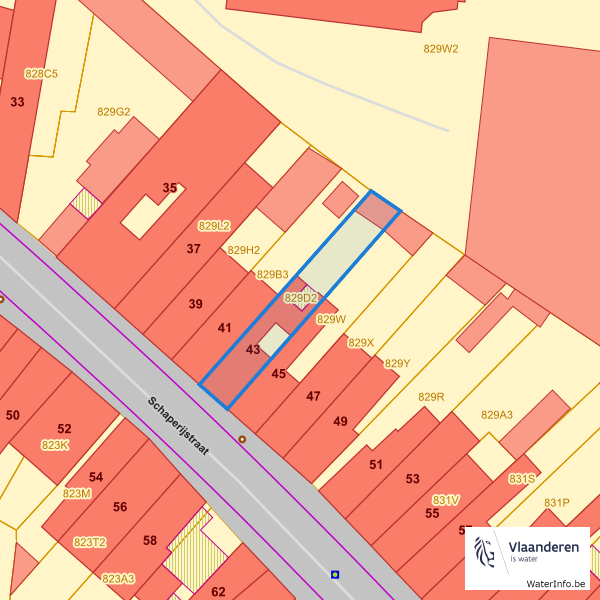 829W2
828C5
33
829G2
35
829L2
37
829H2
829B3
829D2
39
829W
41
829X
43
829Y
45
47
829R
49
829A3
50
52
Schaperijstraat
823K
51
54
53
831S
823M
831V
831P
56
55
58
823T2
823A3
62
Vlaanderen
is water
WaterInfo.be